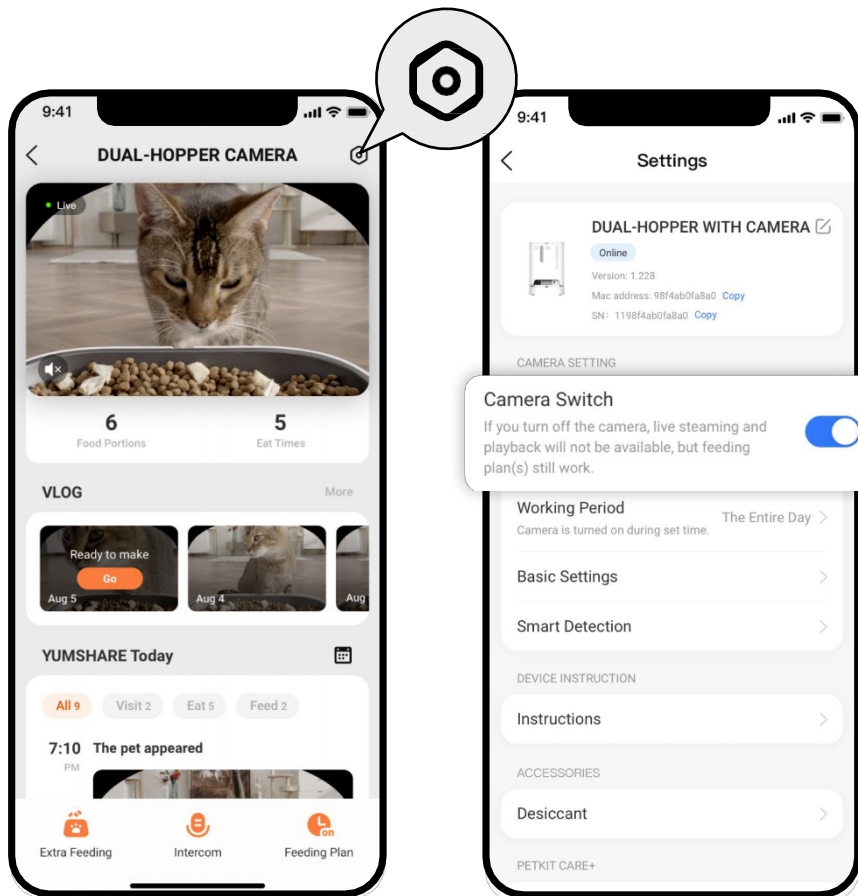 9:41
DUAL-HOPPER CAMERA
Live
6
Food Portions
5
Eat Times
VLOG
More
Ready to make
Go
Aug 5
Aug 4
Aug
YUMSHARE Today
All 9
Visit 2
Eat 5
Feed 2
7:10
PM
The pet appeared
Extra Feeding
Intercom
on
Feeding Plan
9:41
Settings
DUAL-HOPPER WITH CAMERA
Online
Version: 1.228
Mac address: 98f4ab0fa8a0 Copy
SN: 1198f4ab0fa8a0 Copy
CAMERA SETTING
Camera Switch
If you turn off the camera, live steaming and
playback will not be available, but feeding
plan(s) still work.
Working Period
Camera is turned on during set time.
The Entire Day
Basic Settings
Smart Detection
DEVICE INSTRUCTION
Instructions
ACCESSORIES
Desiccant
PETKIT CARE+